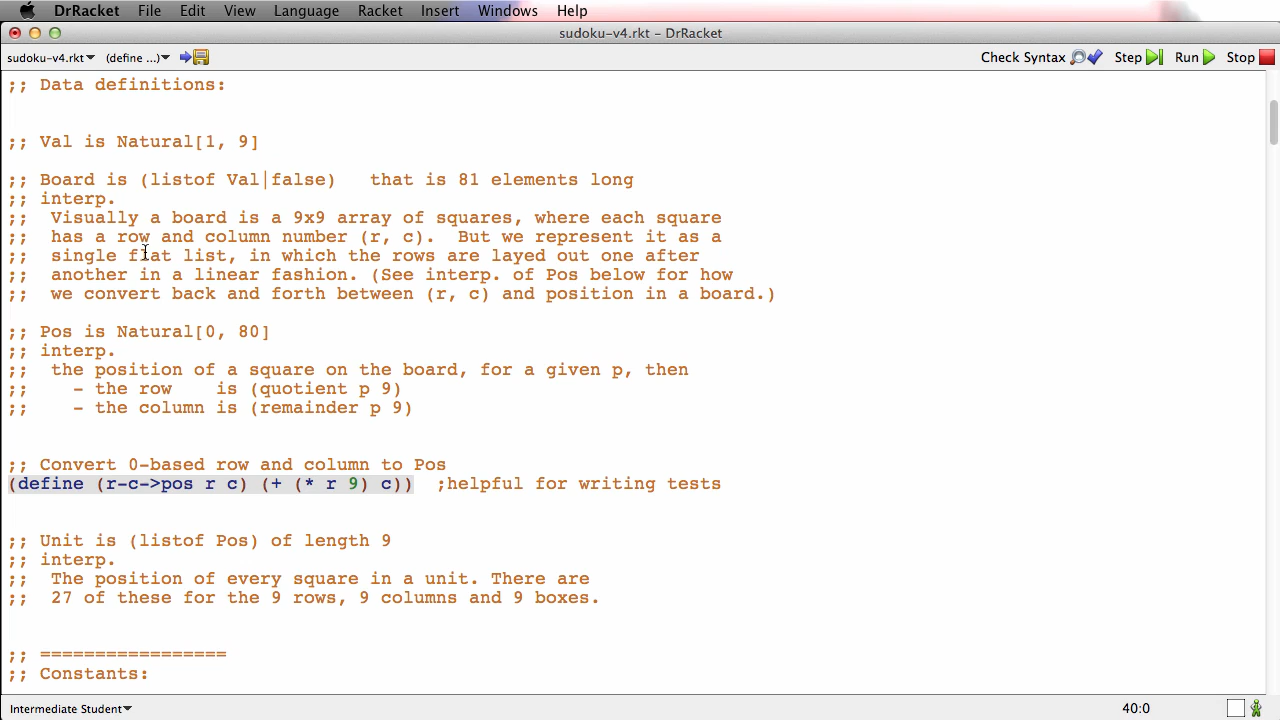 DrRacket File Edit View Language Racket Insert Windows Help
sudoku-v4.rkt - DrRacket
sudoku-v4.rkt (define ...) Check Syntax Step Run Stop
;; Data definitions:
;; Val is Natural[1, 9]
;; Board is (listof Val|false)   that is 81 elements long
;; interp.
;;  Visually a board is a 9x9 array of squares, where each square
;;  has a row and column number (r, c).  But we represent it as a
;;  single flat list, in which the rows are layed out one after
;;  another in a linear fashion. (See interp. of Pos below for how
;;  we convert back and forth between (r, c) and position in a board.)
;; Pos is Natural[0, 80]
;; interp.
;;  the position of a square on the board, for a given p, then
;;    - the row    is (quotient p 9)
;;    - the column is (remainder p 9)
;; Convert 0-based row and column to Pos
(define (r-c->pos r c) (+ (* r 9) c))  ;helpful for writing tests
;; Unit is (listof Pos) of length 9
;; interp.
;;  The position of every square in a unit. There are
;;  27 of these for the 9 rows, 9 columns and 9 boxes.
;; =================
;; Constants:
Intermediate Student 40:0